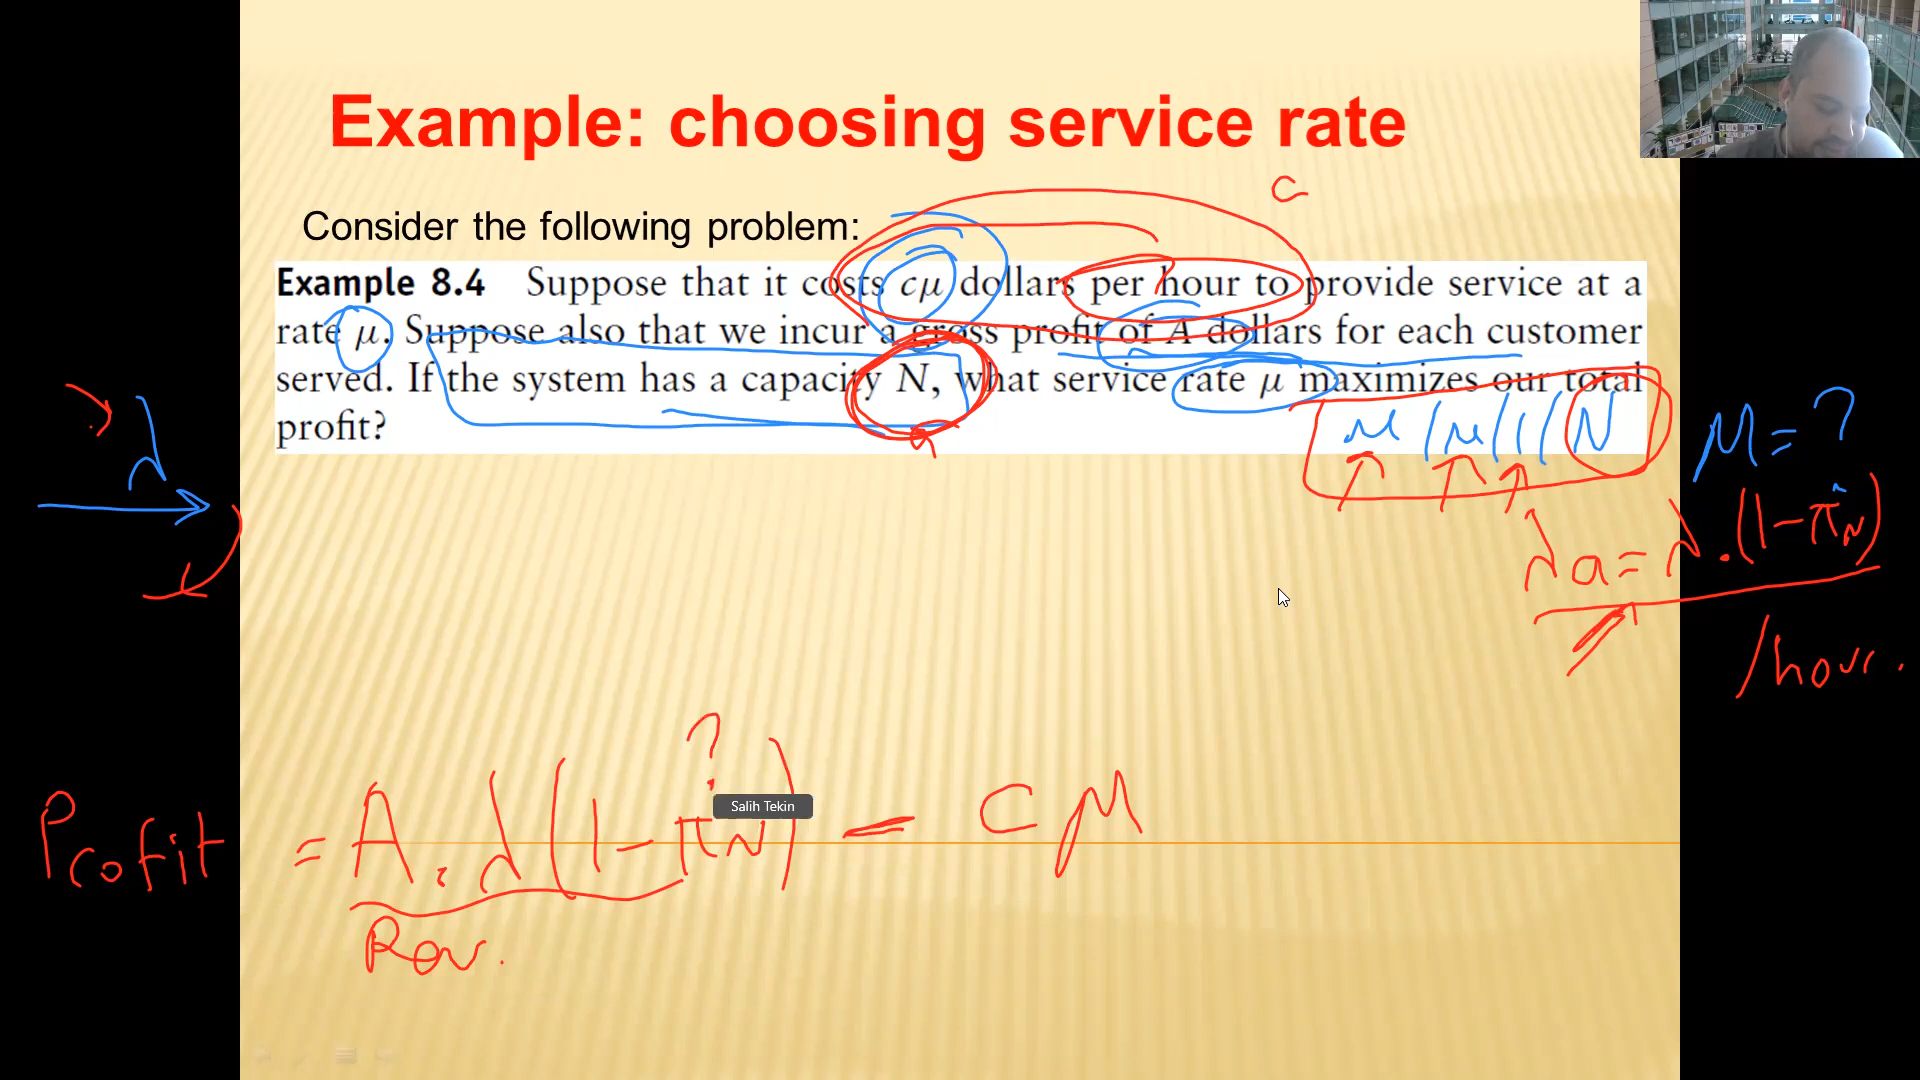 Example: choosing service rate
C
Consider the following problem:
Example 8.4 Suppose that it costs cμ dollars per hour to provide service at a
rate μ. Suppose also that we incur a gross profit of A dollars for each customer
served. If the system has a capacity N, what service rate μ maximizes our total
profit?
λ
μ | μ | | | N
μ = ?
λa = λ . (1 - πN)
/hour.
?
Salih Tekin
Profit = A . λ (1 - πN) - C μ
Rev.